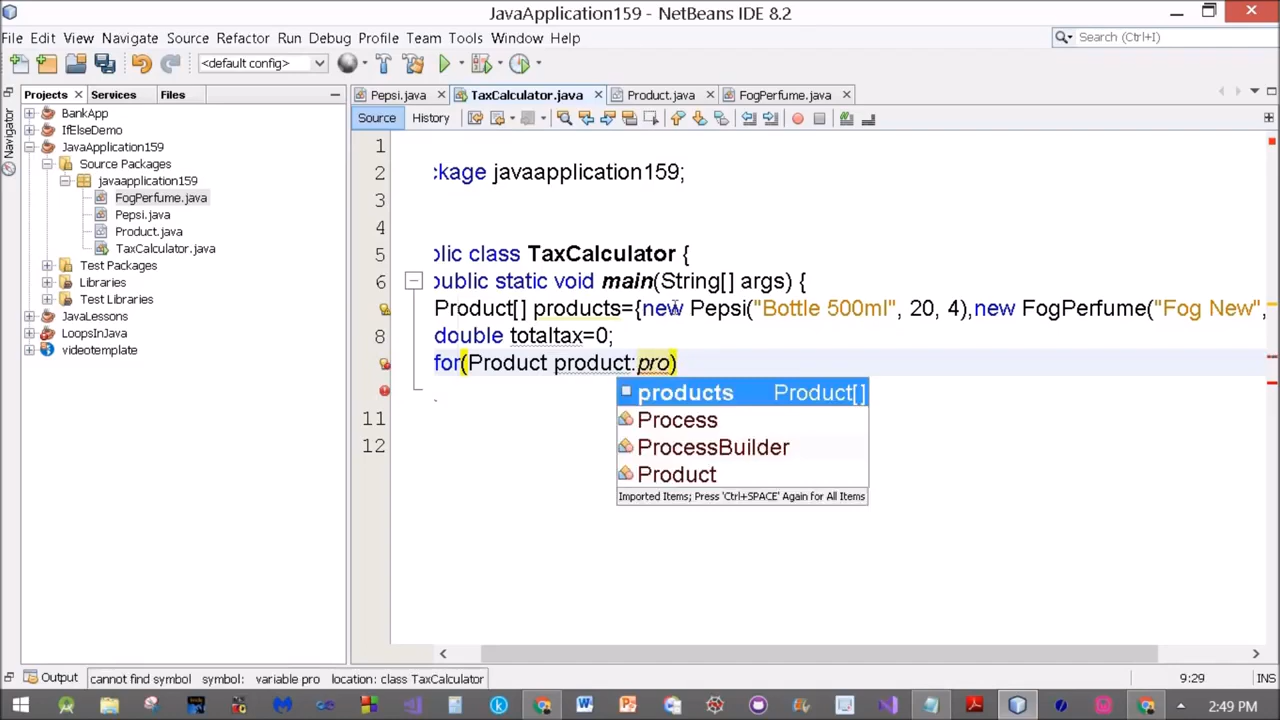 JavaApplication159 - NetBeans IDE 8.2
File Edit View Navigate Source Refactor Run Debug Profile Team Tools Window Help
Search (Ctrl+I)
<default config>
Projects Services Files
Navigator
BankApp
IfElseDemo
JavaApplication159
Source Packages
javaapplication159
FogPerfume.java
Pepsi.java
Product.java
TaxCalculator.java
Test Packages
Libraries
Test Libraries
JavaLessons
LoopsInJava
videotemplate
Pepsi.java TaxCalculator.java Product.java FogPerfume.java
Source History
1
2 ckage javaapplication159;
3
4
5 blic class TaxCalculator {
6 public static void main(String[] args) {
Product[] products={new Pepsi("Bottle 500ml", 20, 4),new FogPerfume("Fog New",
8 double totaltax=0;
for(Product product:pro)
11
12
products Product[]
Process
ProcessBuilder
Product
Imported Items; Press 'Ctrl+SPACE' Again for All Items
Output cannot find symbol symbol: variable pro location: class TaxCalculator 9:29 INS
2:49 PM